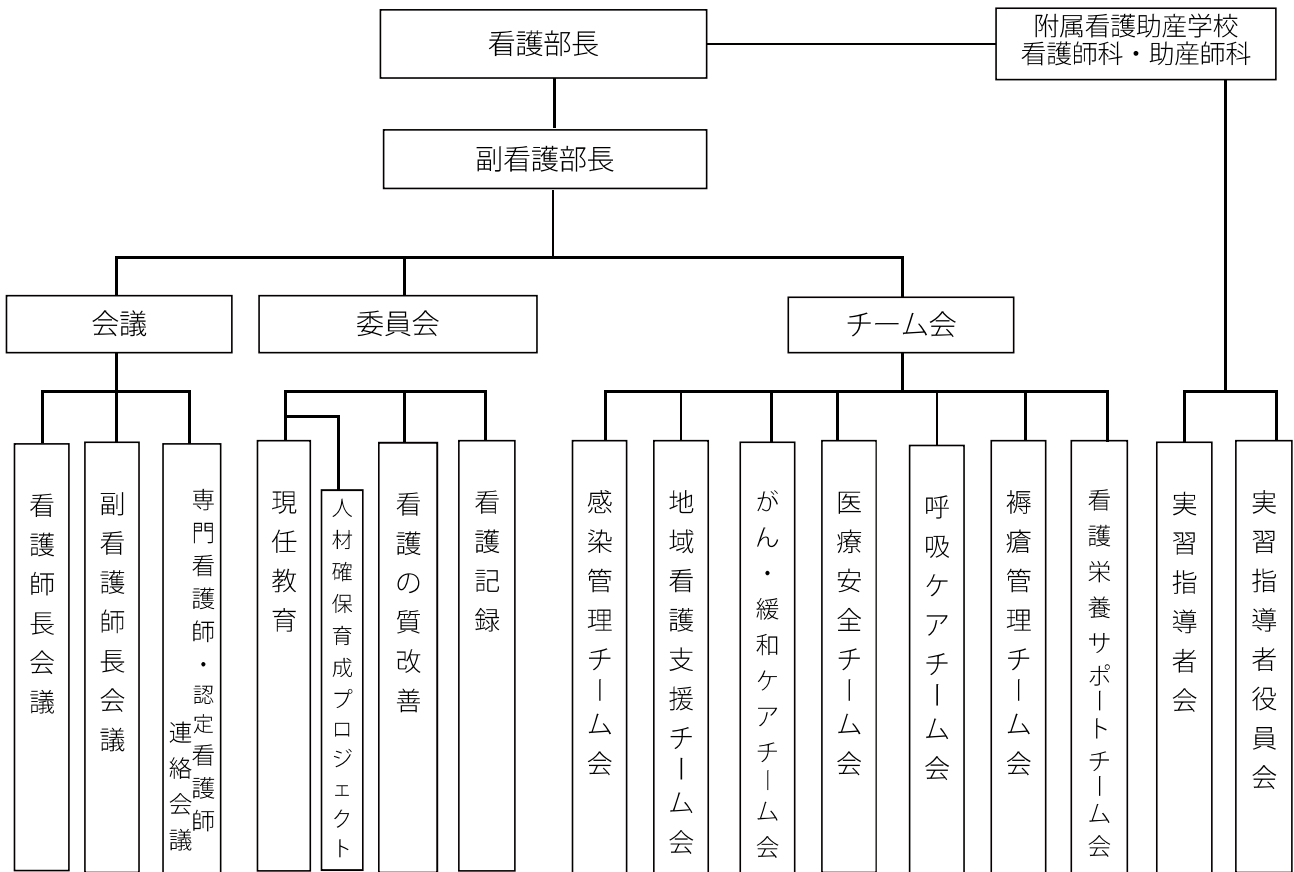 看護部長
附属看護助産学校
看護師科・助産師科
副看護部長
会議
委員会
チーム会
看護師長会議
副看護師長会議
専門看護師・認定看護師
連絡会議
現任教育
人材確保育成プロジェクト
看護の質改善
看護記録
感染管理チーム会
地域看護支援チーム会
がん・緩和ケアチーム会
医療安全チーム会
呼吸ケアチーム会
褥瘡管理チーム会
看護栄養サポートチーム会
実習指導者会
実習指導者役員会